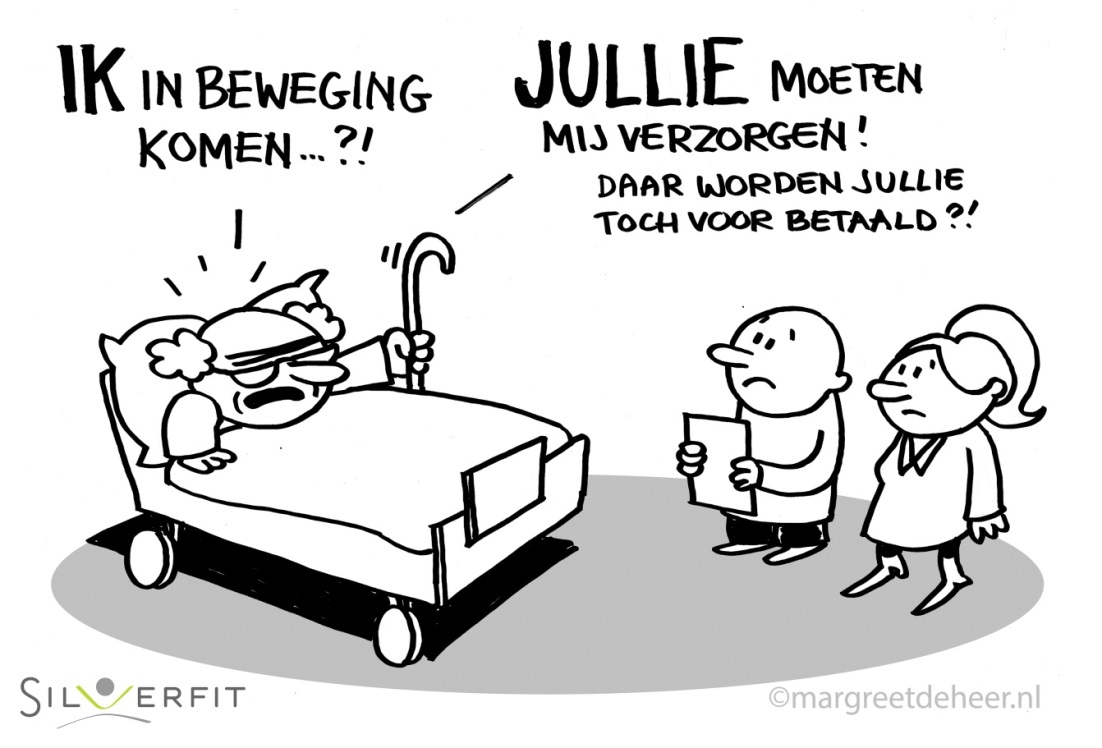 IK IN BEWEGING
KOMEN...?!
JULLIE MOETEN
MIJ VERZORGEN!
DAAR WORDEN JULLIE
TOCH VOOR BETAALD?!
SILVERFIT
©margreetdeheer.nl